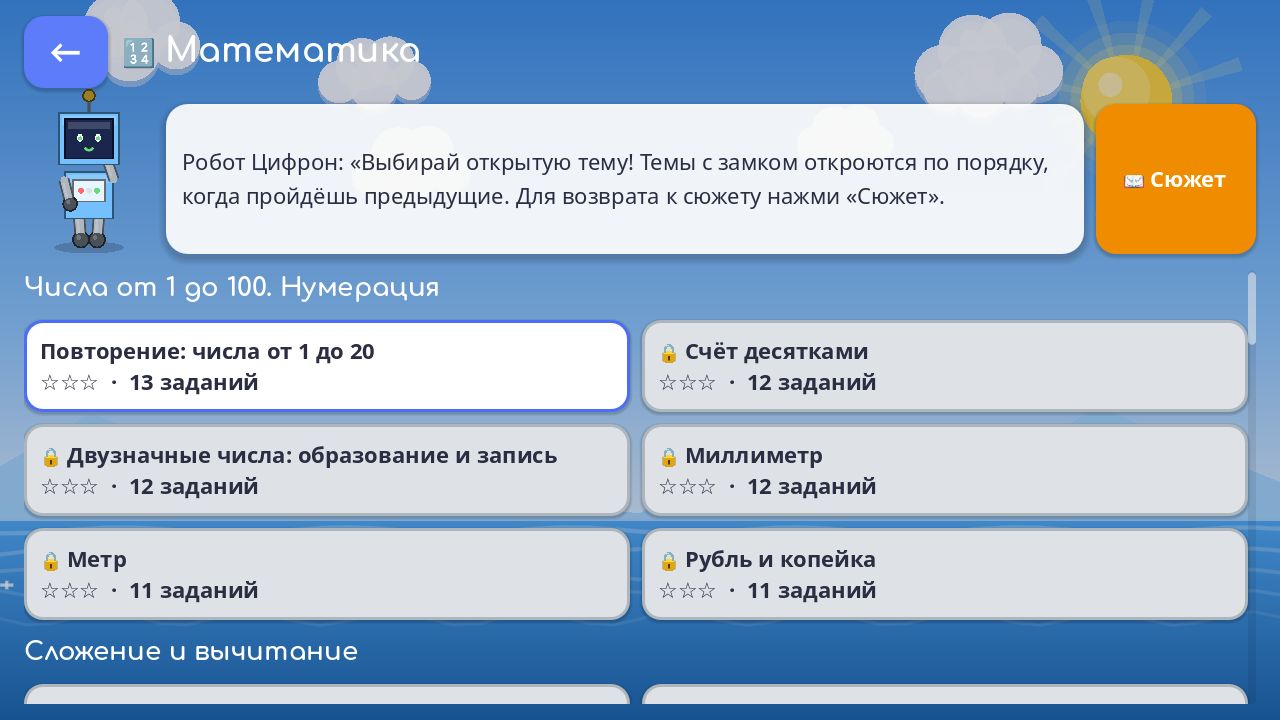 ←
🔢 Математика
Робот Цифрон: «Выбирай открытую тему! Темы с замком откроются по порядку,
когда пройдёшь предыдущие. Для возврата к сюжету нажми «Сюжет».
📨 Сюжет
Числа от 1 до 100. Нумерация
Повторение: числа от 1 до 20
☆☆☆ · 13 заданий
🔒 Счёт десятками
☆☆☆ · 12 заданий
🔒 Двузначные числа: образование и запись
☆☆☆ · 12 заданий
🔒 Миллиметр
☆☆☆ · 12 заданий
🔒 Метр
☆☆☆ · 11 заданий
🔒 Рубль и копейка
☆☆☆ · 11 заданий
Сложение и вычитание